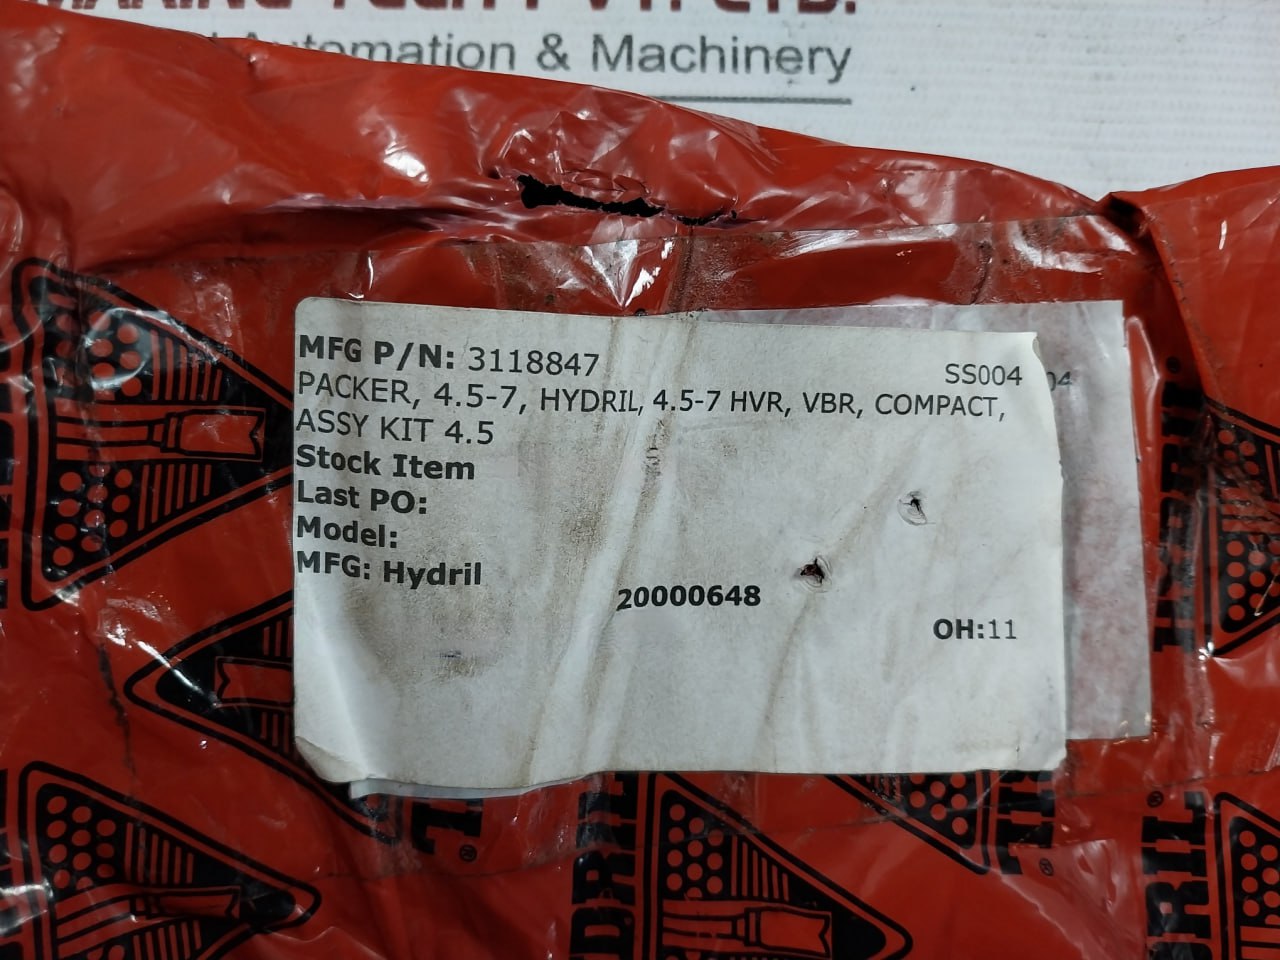 Automation & Machinery
MFG P/N: 3118847
SS004
04
PACKER, 4.5-7, HYDRIL, 4.5-7 HVR, VBR, COMPACT,
ASSY KIT 4.5
Stock Item
Last PO:
Model:
MFG: Hydril
20000648
OH:11